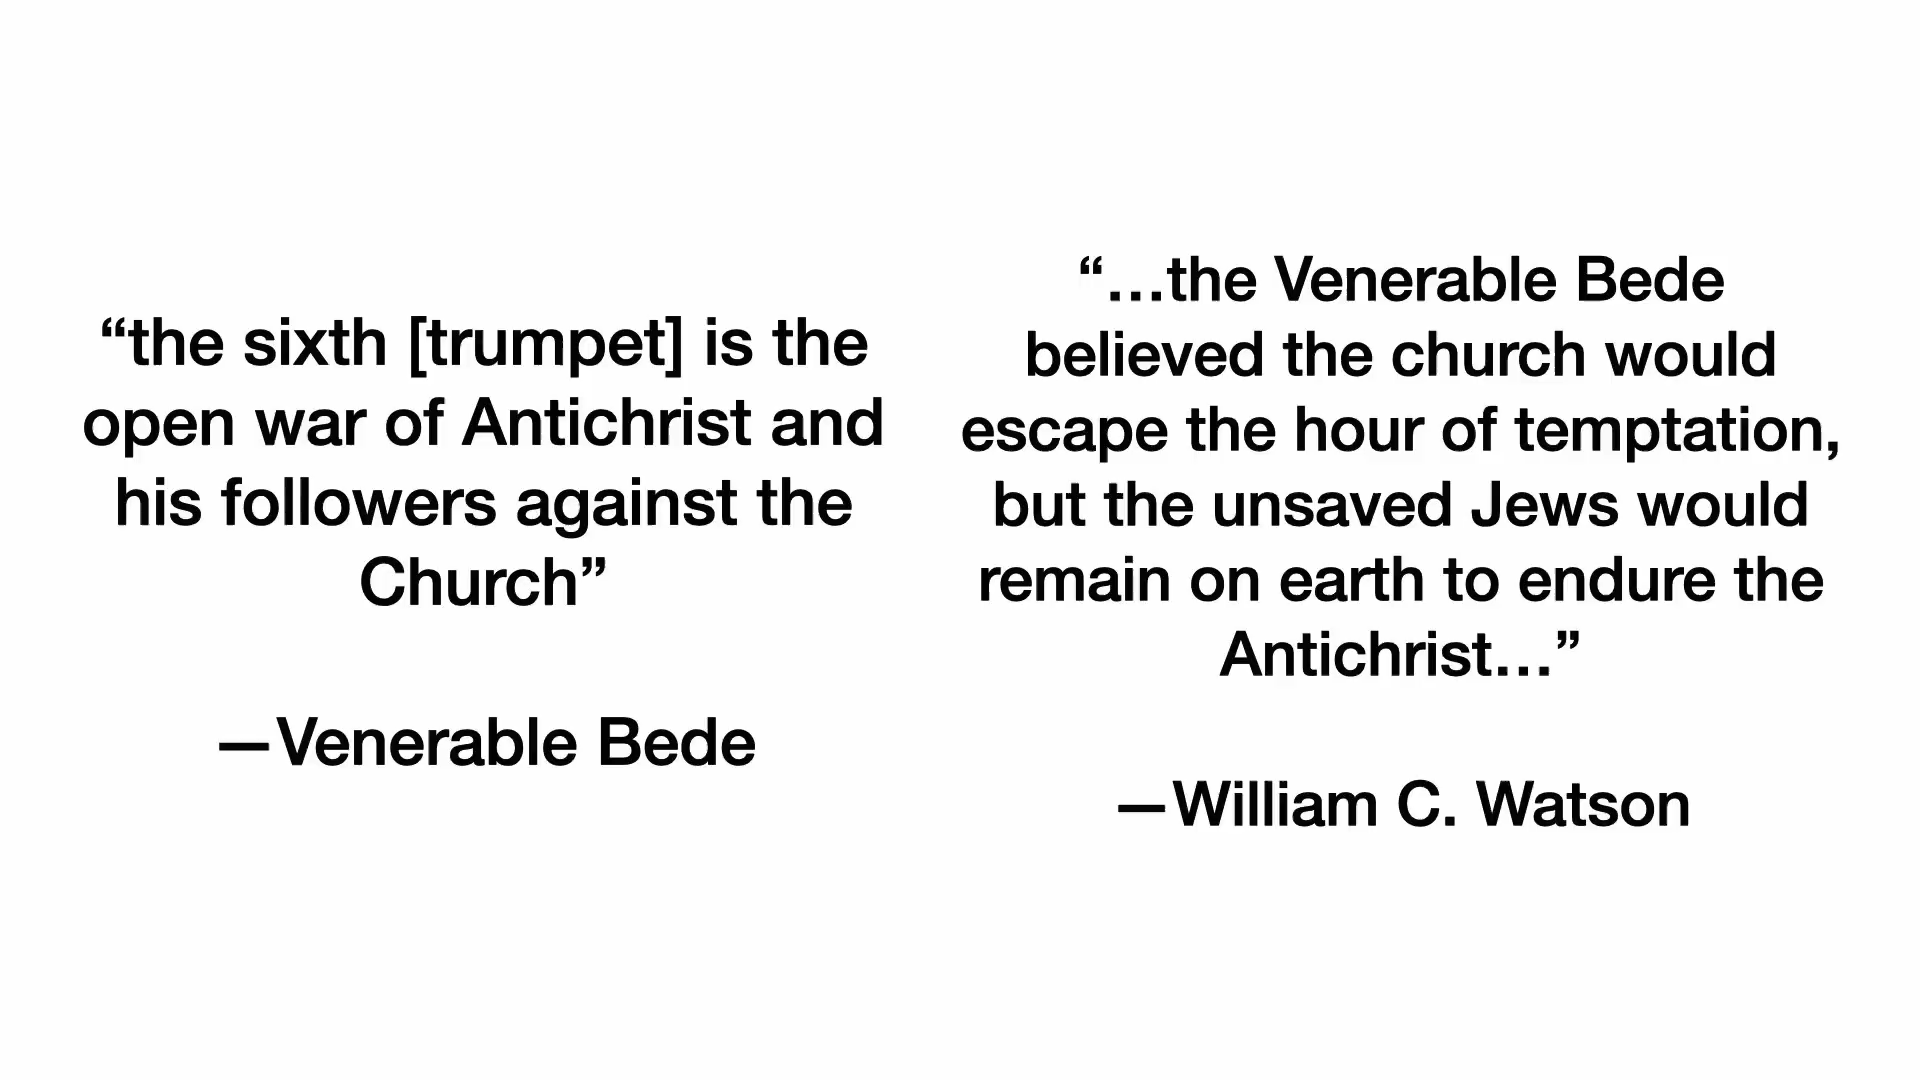 “the sixth [trumpet] is the
open war of Antichrist and
his followers against the
Church”
—Venerable Bede
“…the Venerable Bede
believed the church would
escape the hour of temptation,
but the unsaved Jews would
remain on earth to endure the
Antichrist…”
—William C. Watson